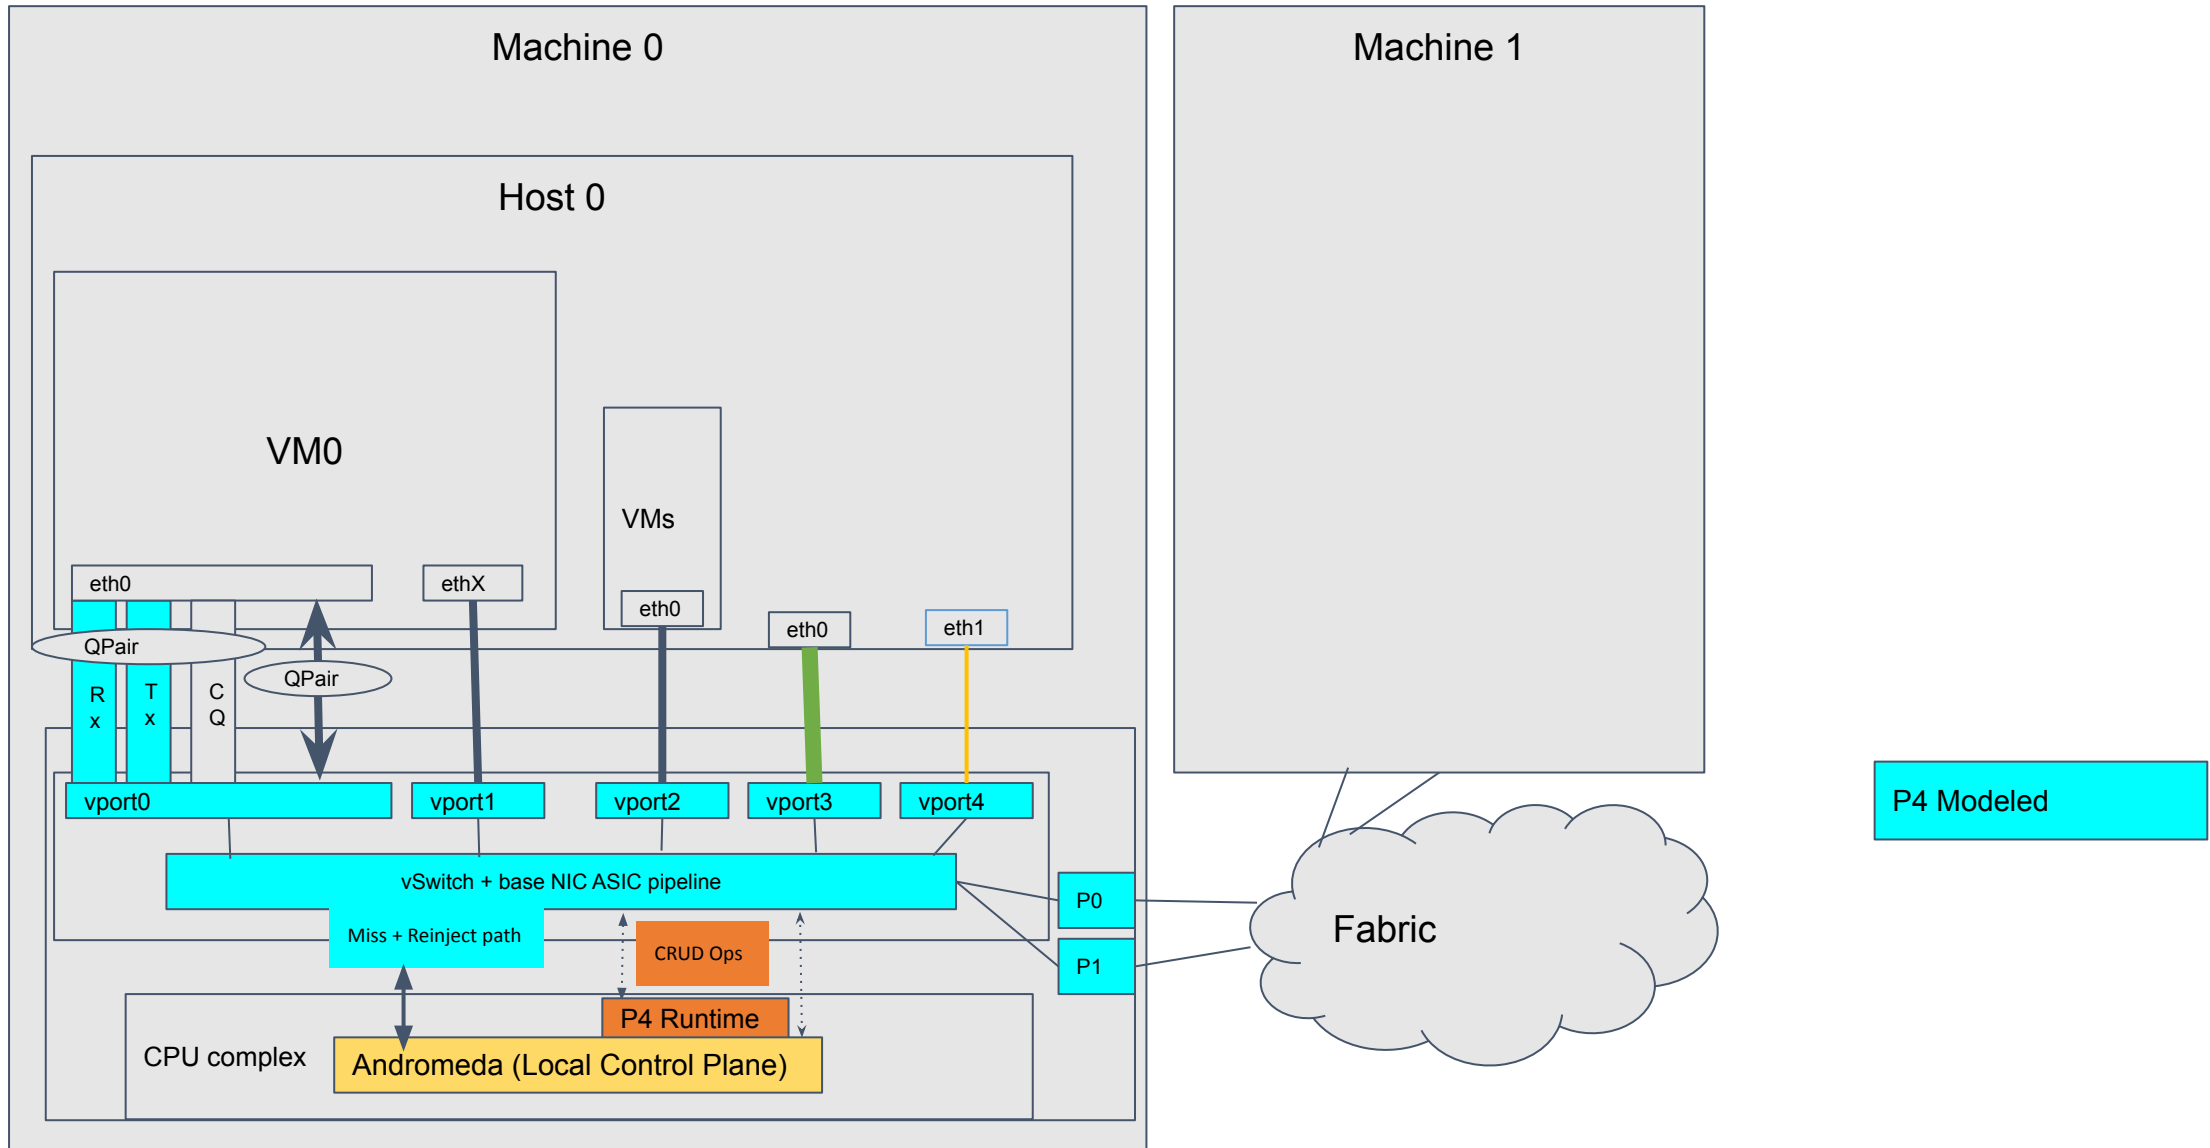 Machine 0
Machine 1
Host 0
VM0
VMs
eth0
ethX
eth0
eth0
eth1
QPair
QPair
R
x
T
x
C
Q
vport0
vport1
vport2
vport3
vport4
P4 Modeled
vSwitch + base NIC ASIC pipeline
P0
Miss + Reinject path
CRUD Ops
Fabric
P1
P4 Runtime
CPU complex
Andromeda (Local Control Plane)